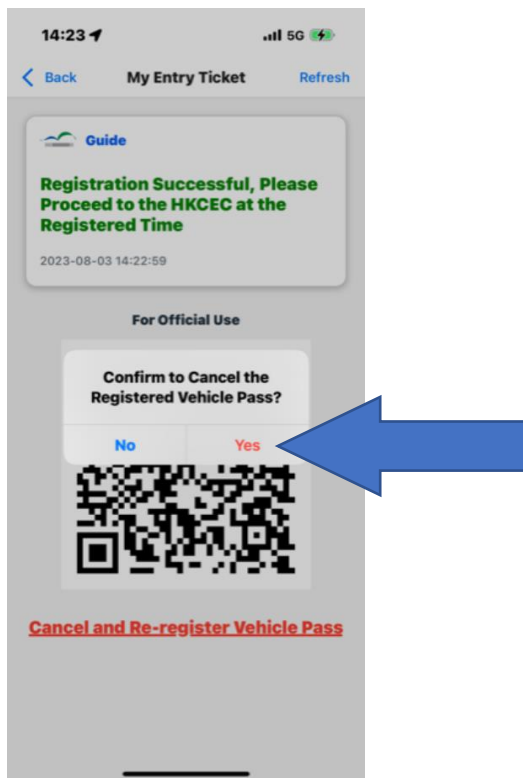 14:23 5G
Back My Entry Ticket Refresh
Guide
Registration Successful, Please
Proceed to the HKCEC at the
Registered Time
2023-08-03 14:22:59
For Official Use
Confirm to Cancel the
Registered Vehicle Pass?
No Yes
Cancel and Re-register Vehicle Pass